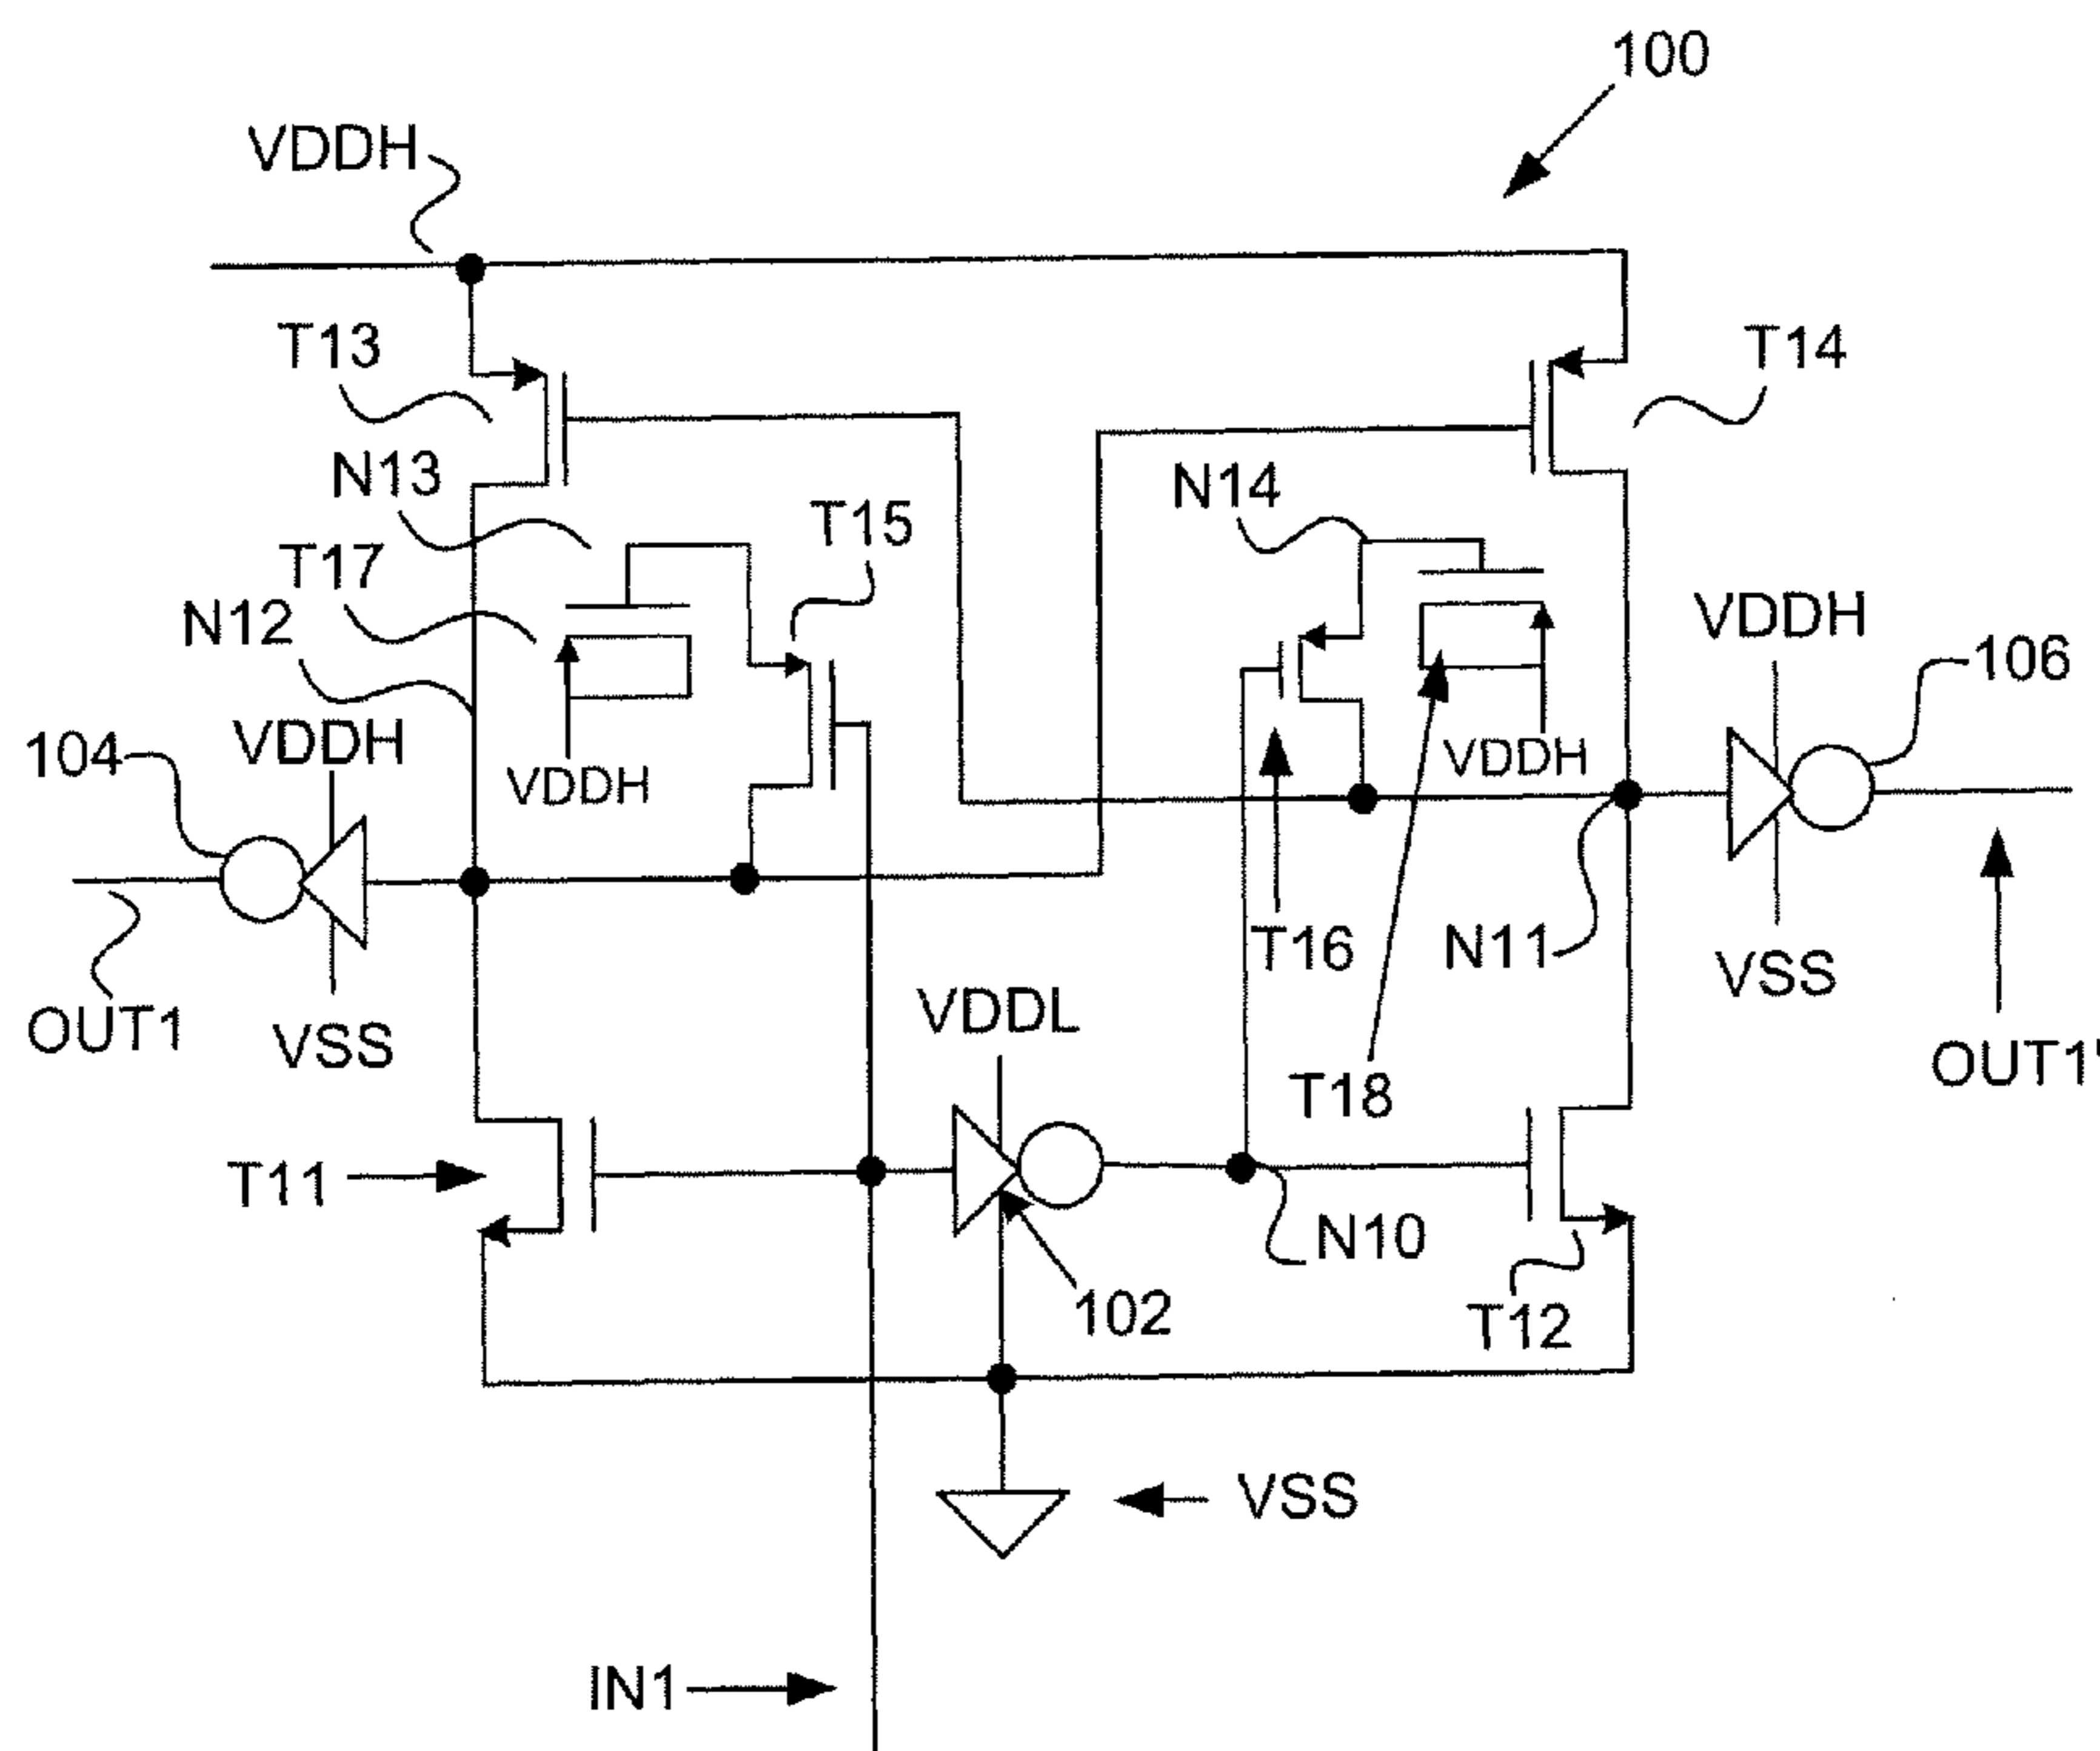 100
VDDH
T13
T14
N13
N14
T15
T17
N12
VDDH
104
VDDH
106
VDDH
VDDH
T16
N11
VSS
OUT1
VSS
VDDL
OUT1'
T18
T11
N10
102
T12
VSS
IN1